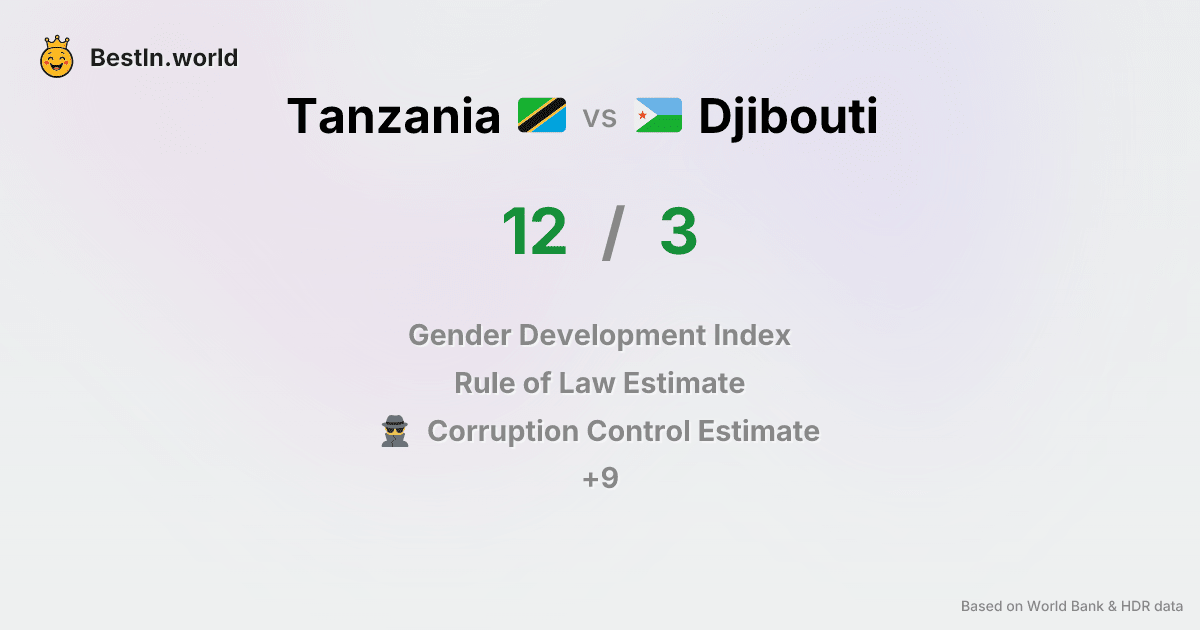 BestIn.world
Tanzania vs Djibouti
12 / 3
Gender Development Index
Rule of Law Estimate
Corruption Control Estimate
+9
Based on World Bank & HDR data